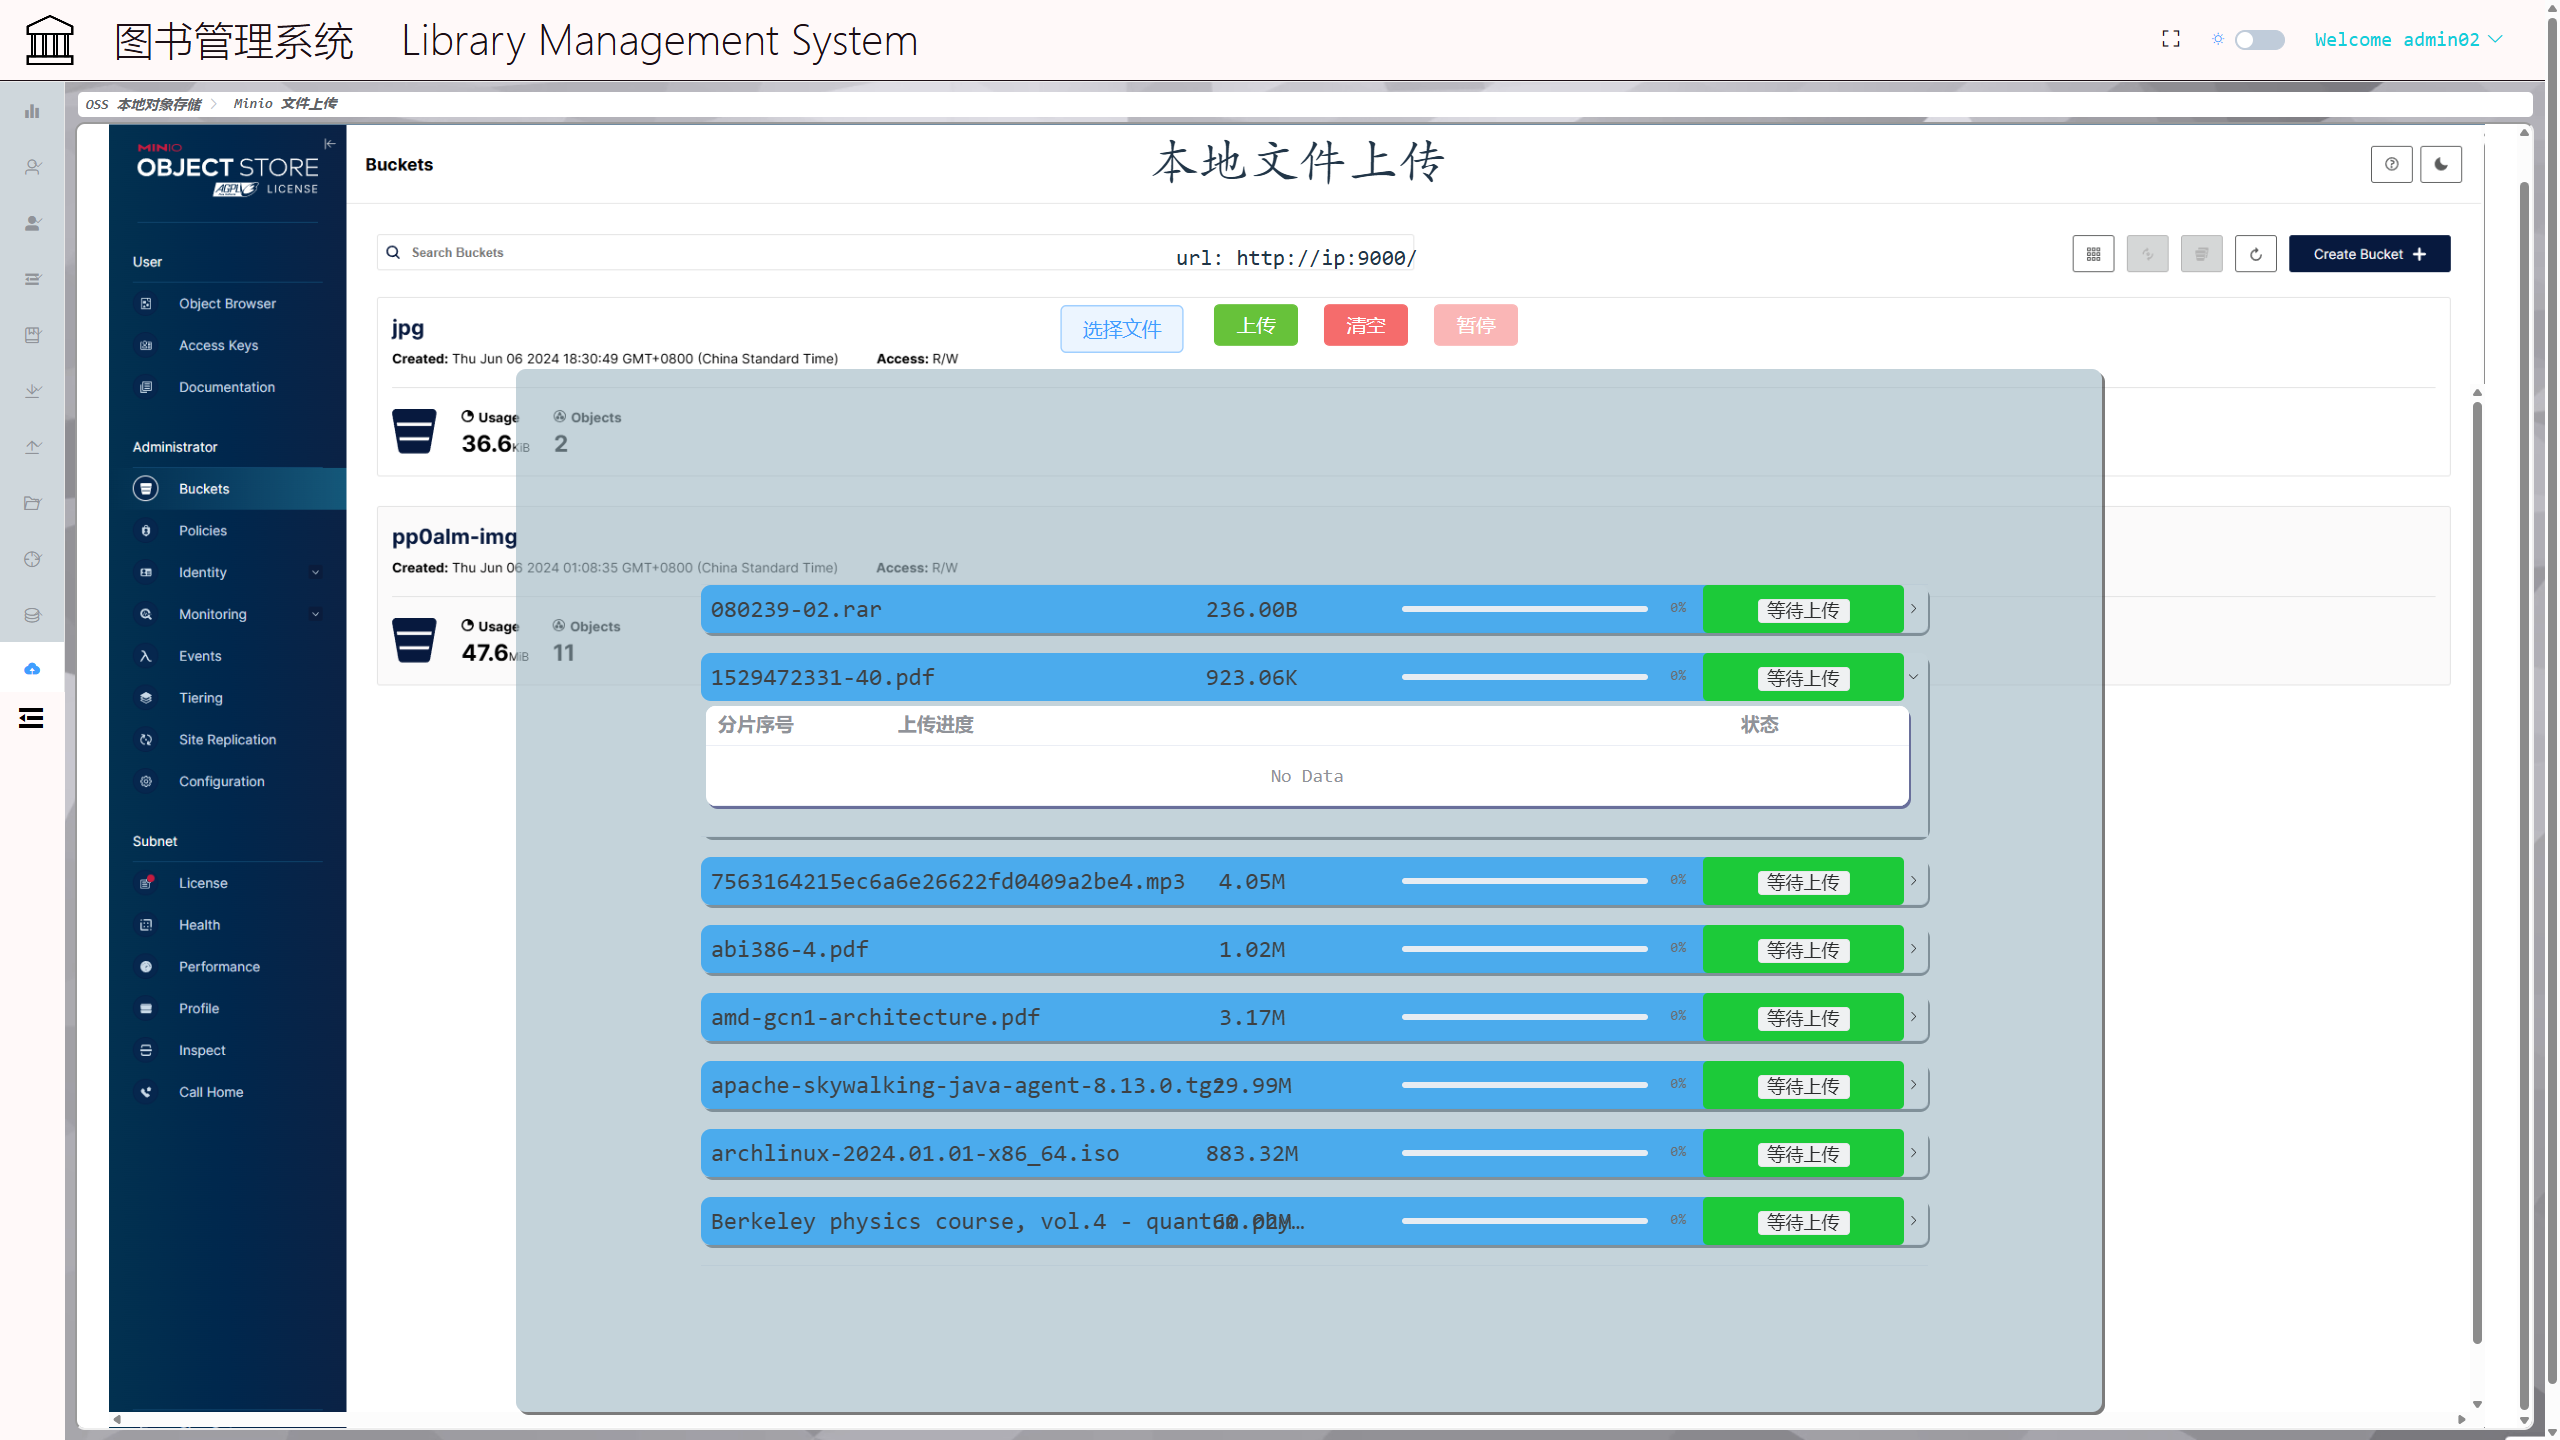 图书管理系统 Library Management System
Welcome admin02
OSS 本地对象存储 Minio 文件上传
MINIO
OBJECT STORE
AGPLv3 LICENSE
Buckets
本地文件上传
User
Search Buckets
url: http://ip:9000/
Create Bucket
Object Browser
Access Keys
Documentation
jpg
选择文件 上传 清空 暂停
Created: Thu Jun 06 2024 18:30:49 GMT+0800 (China Standard Time) Access: R/W
Usage Objects
36.6KiB 2
Administrator
Buckets
Policies
Identity
Monitoring
Events
Tiering
Site Replication
Configuration
pp0alm-img
Created: Thu Jun 06 2024 01:08:35 GMT+0800 (China Standard Time) Access: R/W
Usage Objects
47.6MiB 11
080239-02.rar 236.00B 0% 等待上传
1529472331-40.pdf 923.06K 0% 等待上传
分片序号 上传进度 状态
No Data
Subnet
License
Health
Performance
Profile
Inspect
Call Home
7563164215ec6a6e26622fd0409a2be4.mp3 4.05M 0% 等待上传
abi386-4.pdf 1.02M 0% 等待上传
amd-gcn1-architecture.pdf 3.17M 0% 等待上传
apache-skywalking-java-agent-8.13.0.tgz 29.99M 0% 等待上传
archlinux-2024.01.01-x86_64.iso 883.32M 0% 等待上传
Berkeley physics course, vol.4 - quantum phy… 0% 等待上传